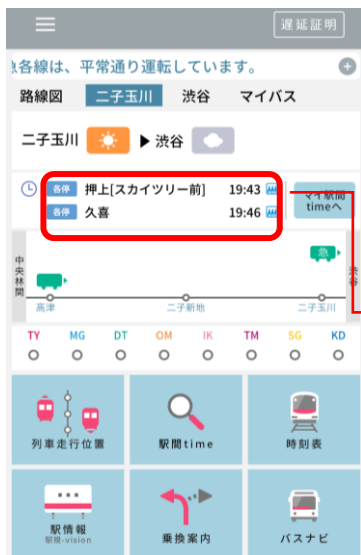 遅延証明
急各線は、平常通り運転しています。
路線図 二子玉川 渋谷 マイバス
二子玉川 ▶ 渋谷
各停 押上[スカイツリー前] 19:43
各停 久喜 19:46
マイ駅間
timeへ
中央林間
急
渋谷
高津 二子新地 二子玉川
TY MG DT OM IK TM SG KD
列車走行位置 駅間time 時刻表
駅情報 乗換案内 バスナビ
駅視-vision